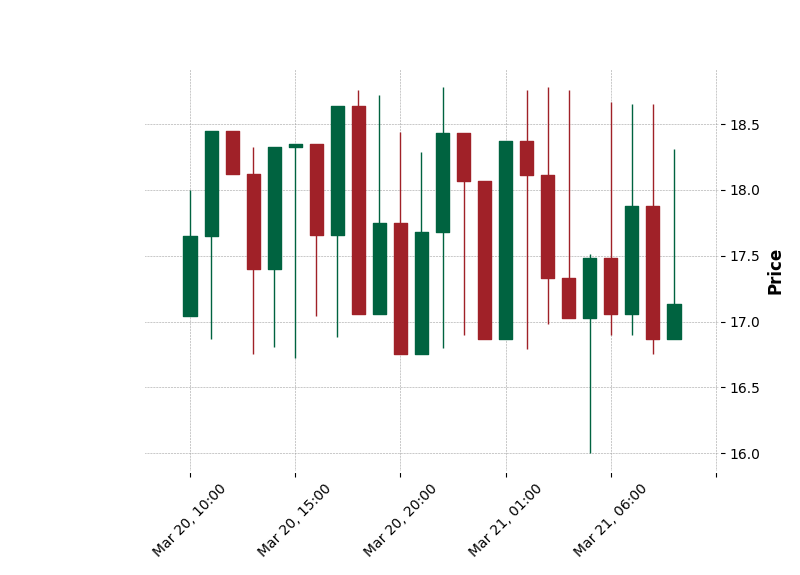 18.5
18.0
17.5
17.0
16.5
16.0
Price
Mar 20, 10:00
Mar 20, 15:00
Mar 20, 20:00
Mar 21, 01:00
Mar 21, 06:00